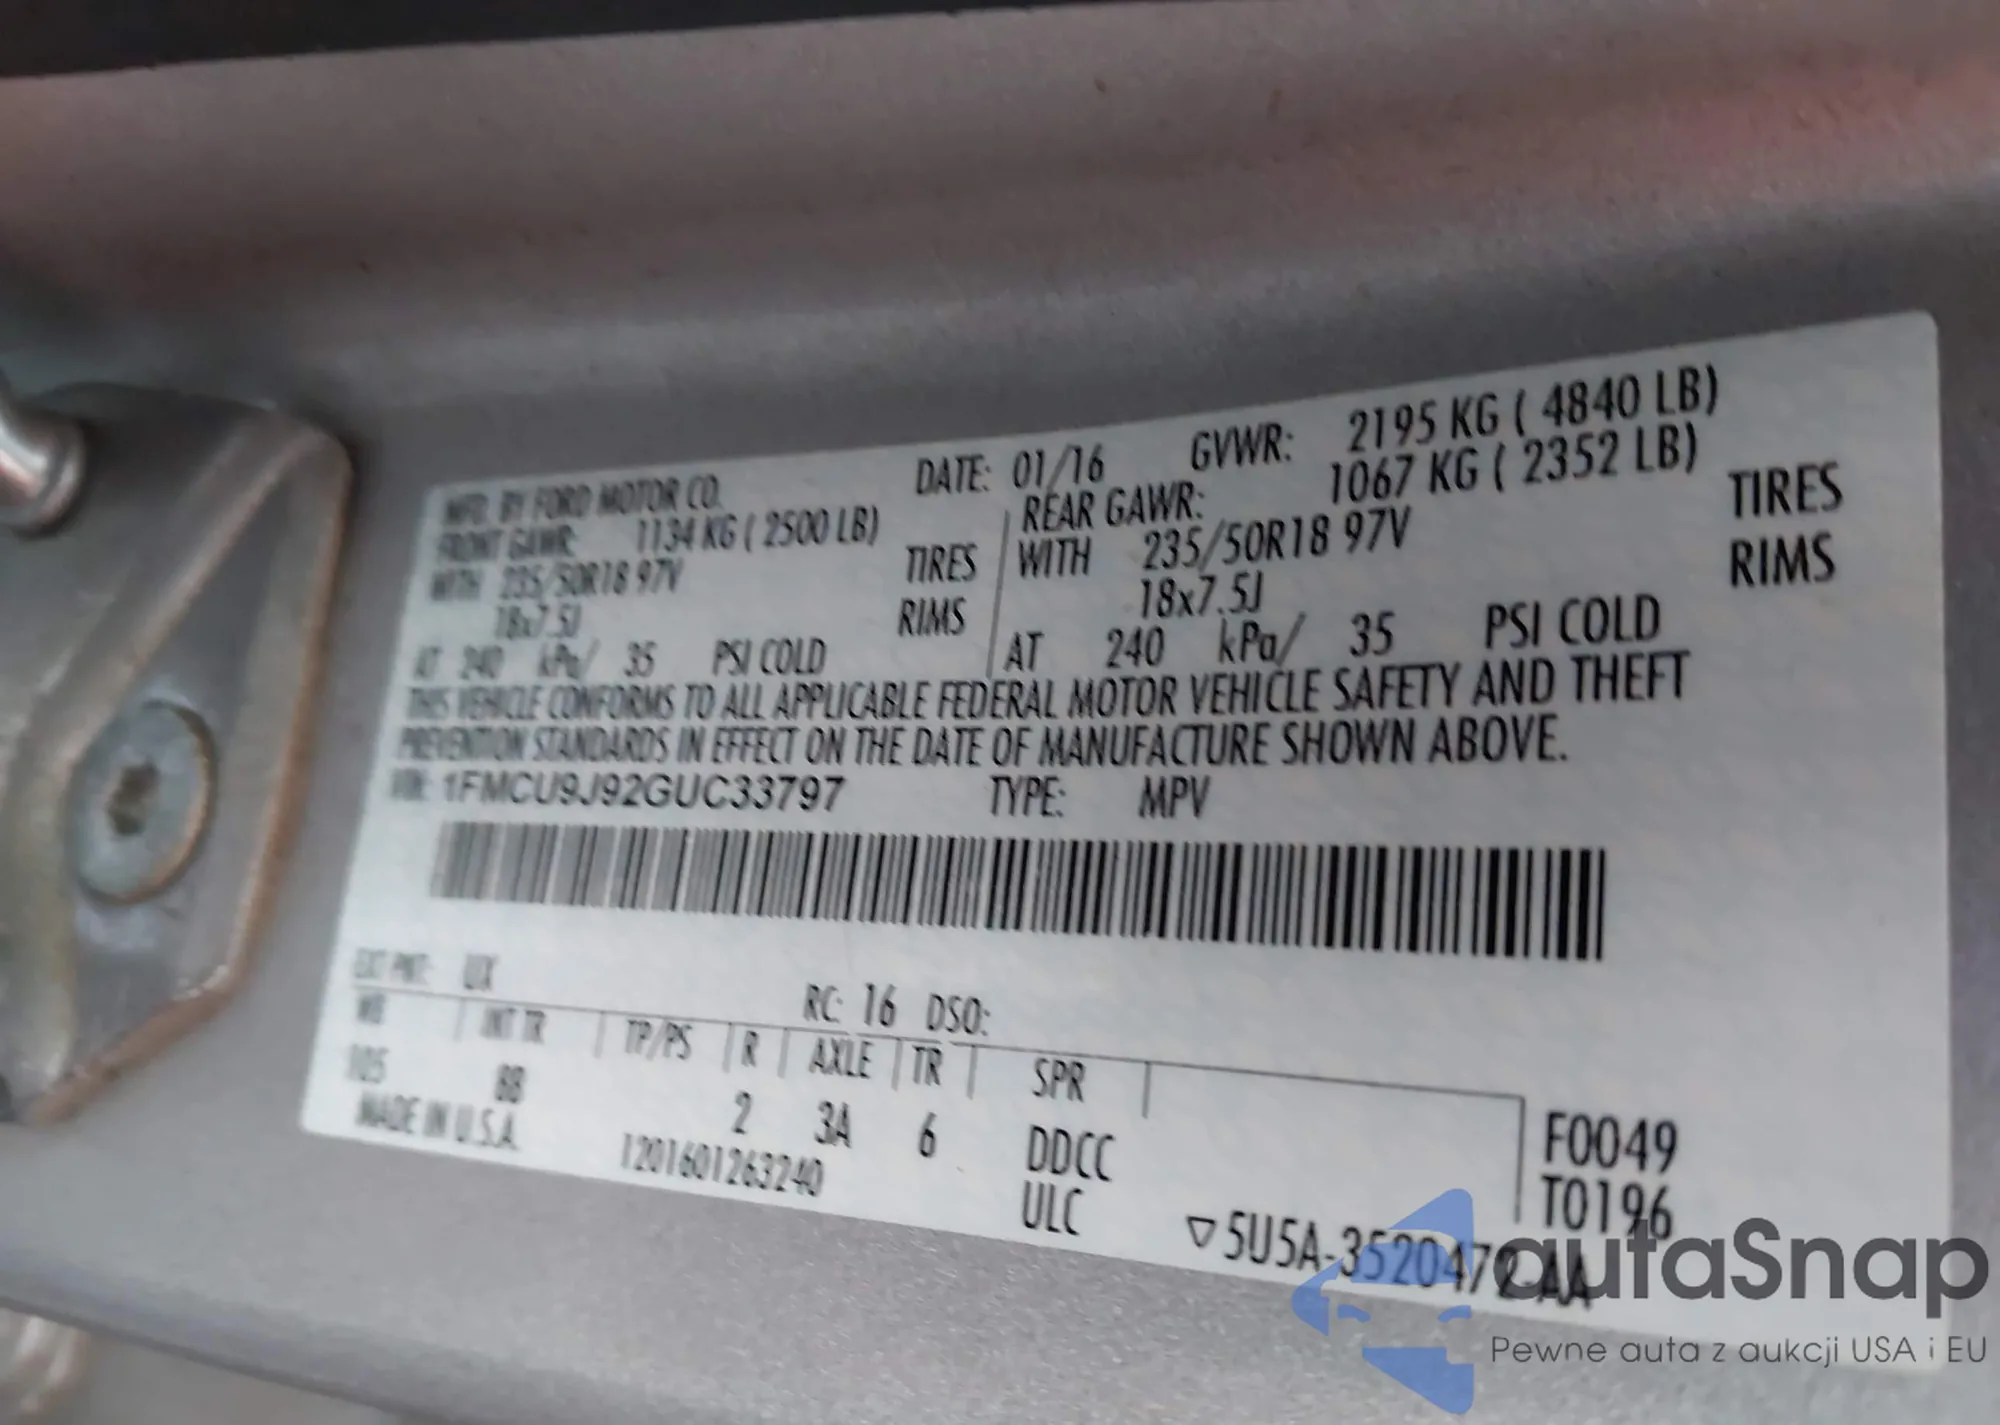 MFD. BY FORD MOTOR CO. DATE: 01/16 GVWR: 2195 KG ( 4840 LB)
FRONT GAWR: 1134 KG ( 2500 LB) REAR GAWR: 1067 KG ( 2352 LB)
WITH 235/50R18 97V TIRES WITH 235/50R18 97V TIRES
18x7.5J RIMS 18x7.5J RIMS
AT 240 kPa/ 35 PSI COLD AT 240 kPa/ 35 PSI COLD
THIS VEHICLE CONFORMS TO ALL APPLICABLE FEDERAL MOTOR VEHICLE SAFETY AND THEFT
PREVENTION STANDARDS IN EFFECT ON THE DATE OF MANUFACTURE SHOWN ABOVE.
VIN: 1FMCU9J92GUC33797 TYPE: MPV
EXT PNT: UX RC: 16 DSO:
WB INT TR TP/PS R AXLE TR SPR
105 BB 2 3A 6 DDCC F0049
MADE IN U.S.A. 1201601263240 ULC T0196
▽5U5A-3520472-AA
autaSnap
Pewne auta z aukcji USA i EU